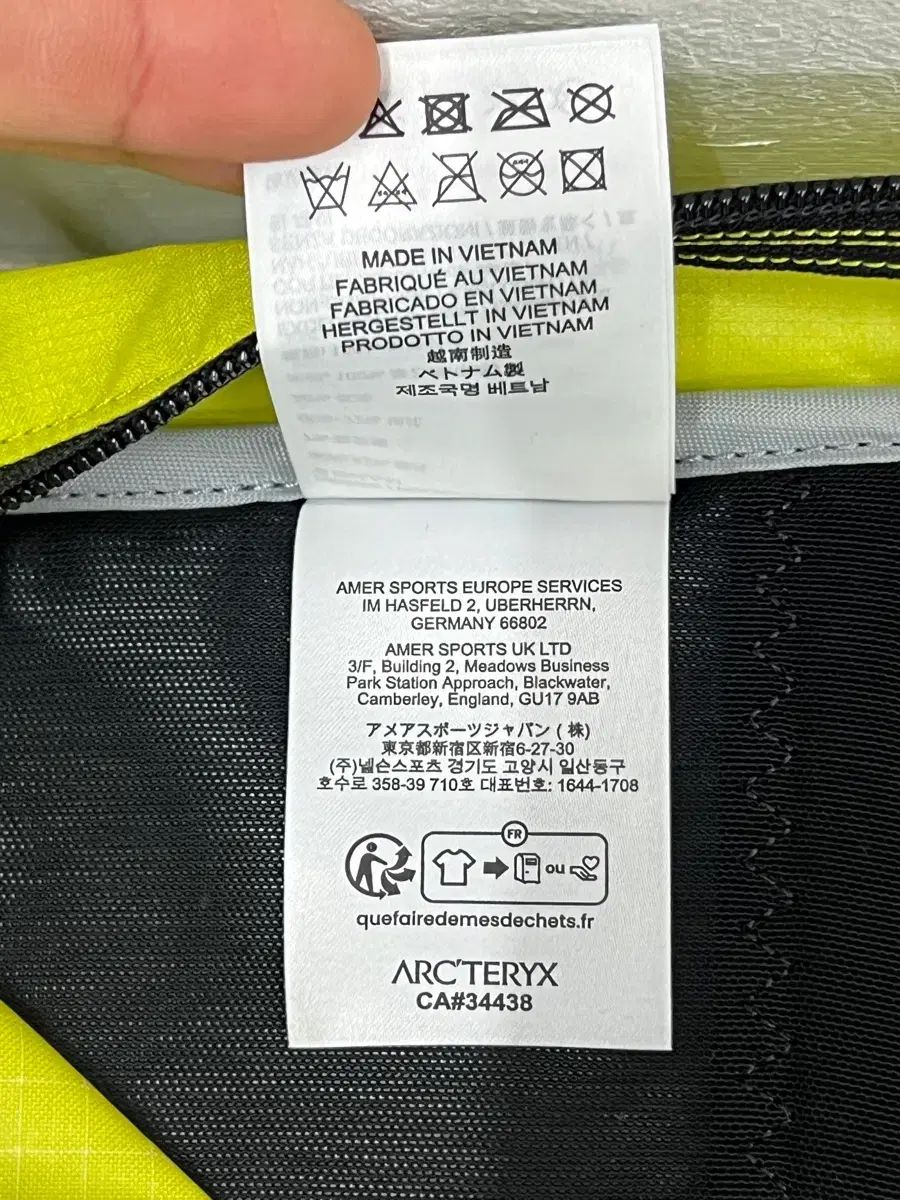 MADE IN VIETNAM
FABRIQUÉ AU VIETNAM
FABRICADO EN VIETNAM
HERGESTELLT IN VIETNAM
PRODOTTO IN VIETNAM
越南制造
ベトナム製
제조국명 베트남
AMER SPORTS EUROPE SERVICES
IM HASFELD 2, UBERHERRN,
GERMANY 66802
AMER SPORTS UK LTD
3/F, Building 2, Meadows Business
Park Station Approach, Blackwater,
Camberley, England, GU17 9AB
アメアスポーツジャパン (株)
東京都新宿区新宿6-27-30
(주)넬슨스포츠 경기도 고양시 일산동구
호수로 358-39 710호 대표번호: 1644-1708
FR
ou
quefairedemesdechets.fr
ARC'TERYX
CA#34438